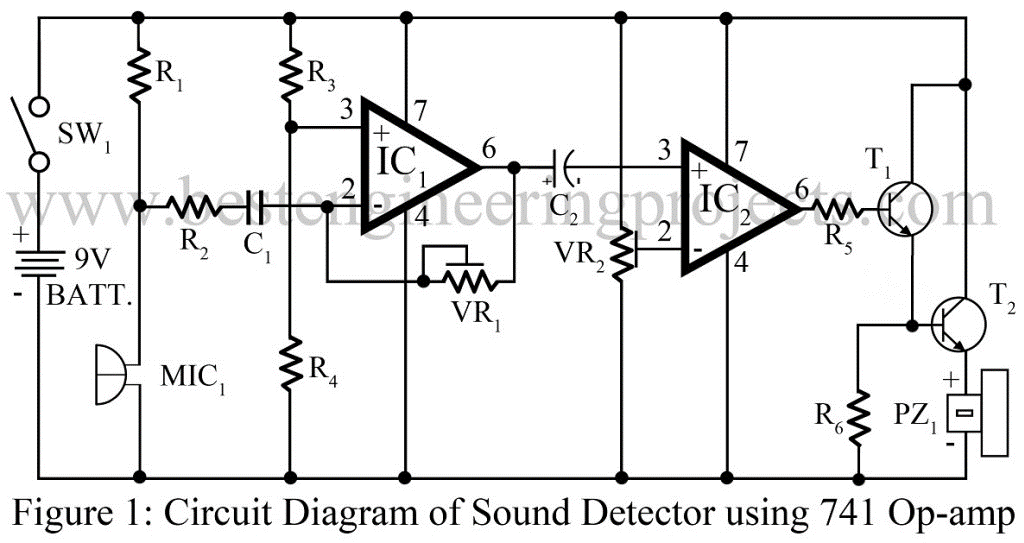 R1
R3
3
7
SW1
+
IC1
6
3
7
T1
2
-
4
+
IC2
6
www.bestengineeringprojects.com
R2
C1
+
-
C2
VR2
2
-
R5
+
9V
4
-
BATT.
VR1
T2
MIC1
R4
+
R6
PZ1
-
Figure 1: Circuit Diagram of Sound Detector using 741 Op-amp